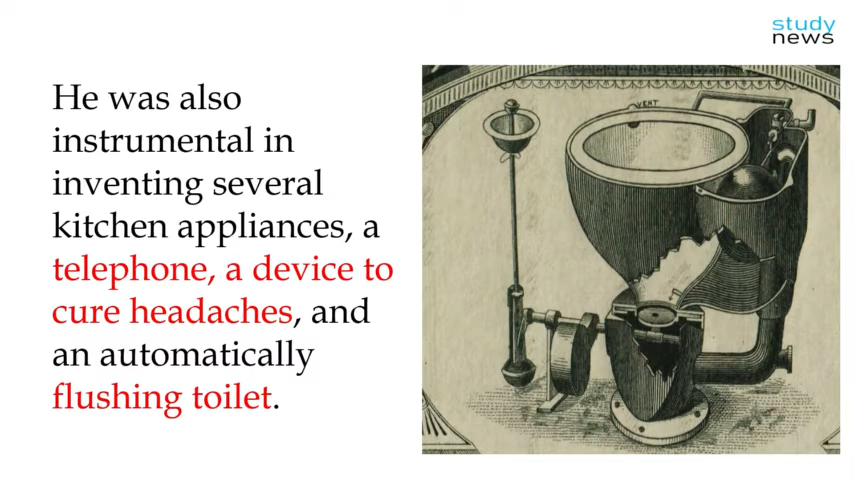 study
news
He was also
instrumental in
inventing several
kitchen appliances, a
telephone, a device to
cure headaches, and
an automatically
flushing toilet.
VENT